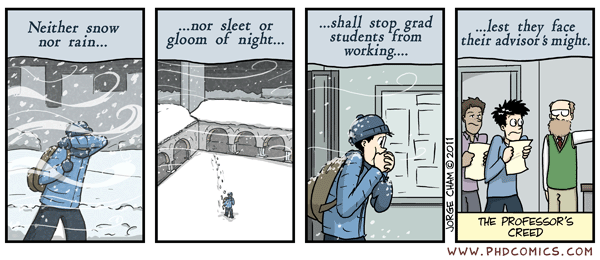 Neither snow
nor rain...
...nor sleet or
gloom of night...
...shall stop grad
students from
working....
...lest they face
their advisor's might.
JORGE CHAM © 2011
THE PROFESSOR'S
CREED
WWW.PHDCOMICS.COM